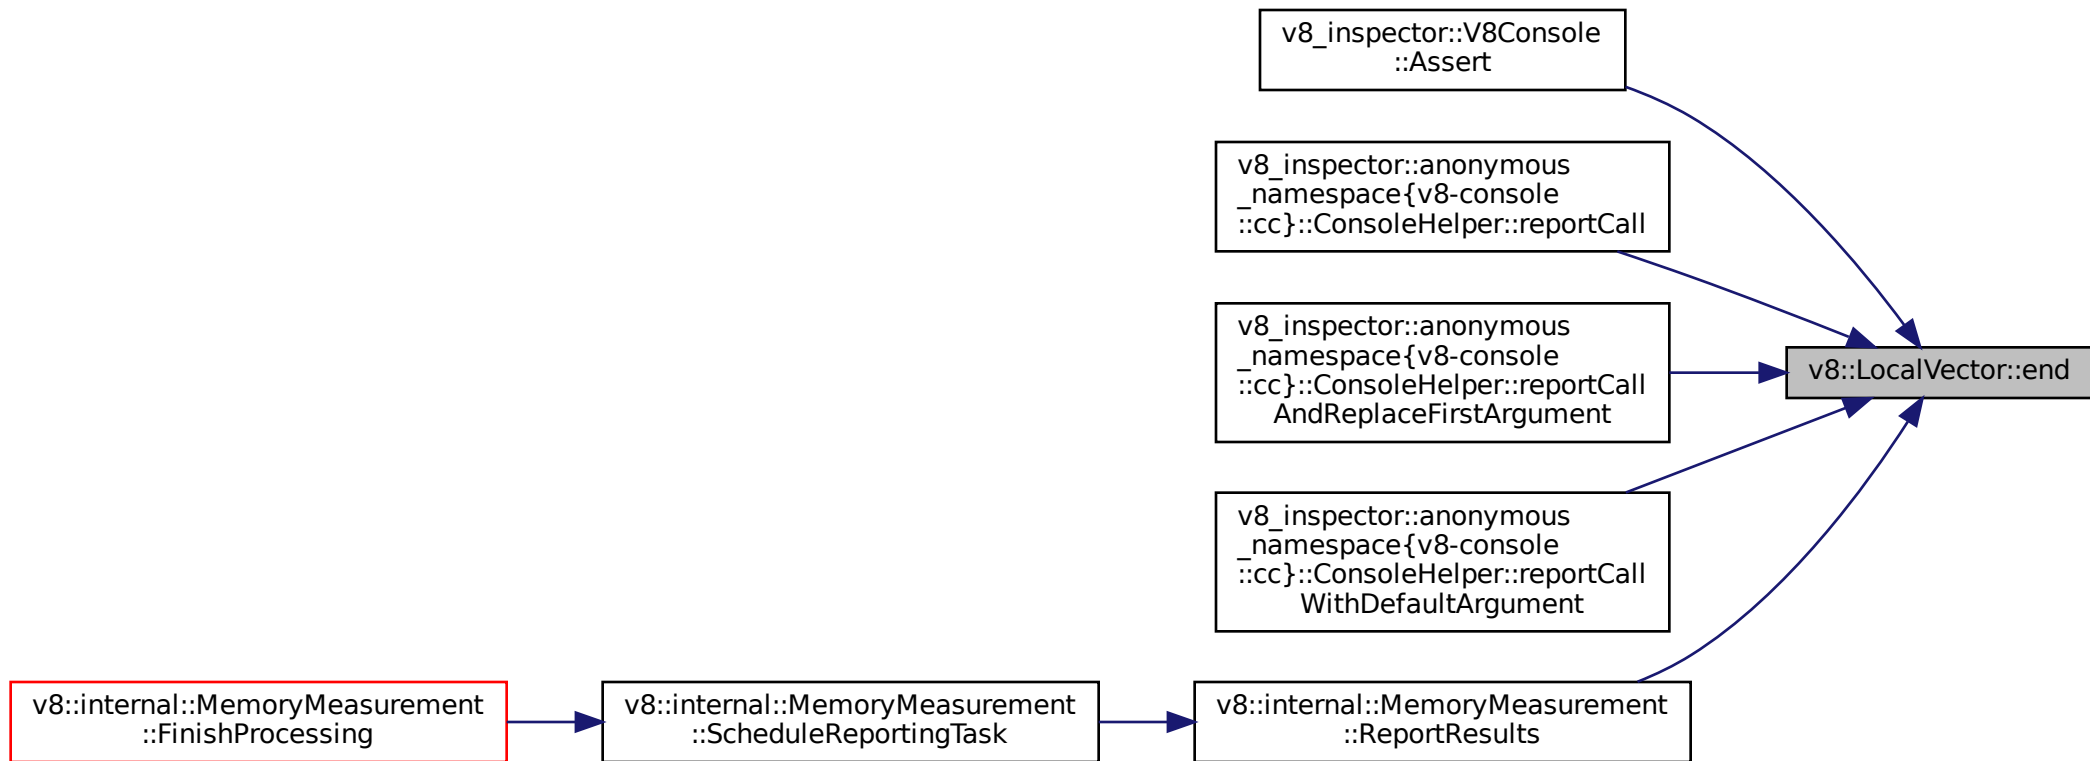 v8_inspector::V8Console
::Assert
v8_inspector::anonymous
_namespace{v8-console
::cc}::ConsoleHelper::reportCall
v8_inspector::anonymous
_namespace{v8-console
::cc}::ConsoleHelper::reportCall
AndReplaceFirstArgument
v8::LocalVector::end
v8_inspector::anonymous
_namespace{v8-console
::cc}::ConsoleHelper::reportCall
WithDefaultArgument
v8::internal::MemoryMeasurement
::FinishProcessing
v8::internal::MemoryMeasurement
::ScheduleReportingTask
v8::internal::MemoryMeasurement
::ReportResults